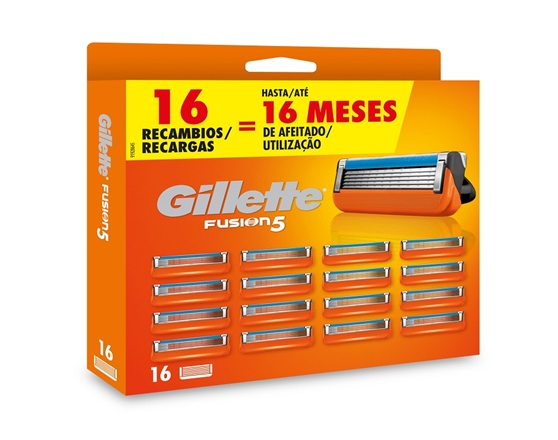 16
RECAMBIOS/
RECARGAS
=
HASTA/ATÉ
16 MESES
DE AFEITADO/
UTILIZAÇÃO
Gillette
FUSION5
Gillette
FUSION5
16
16